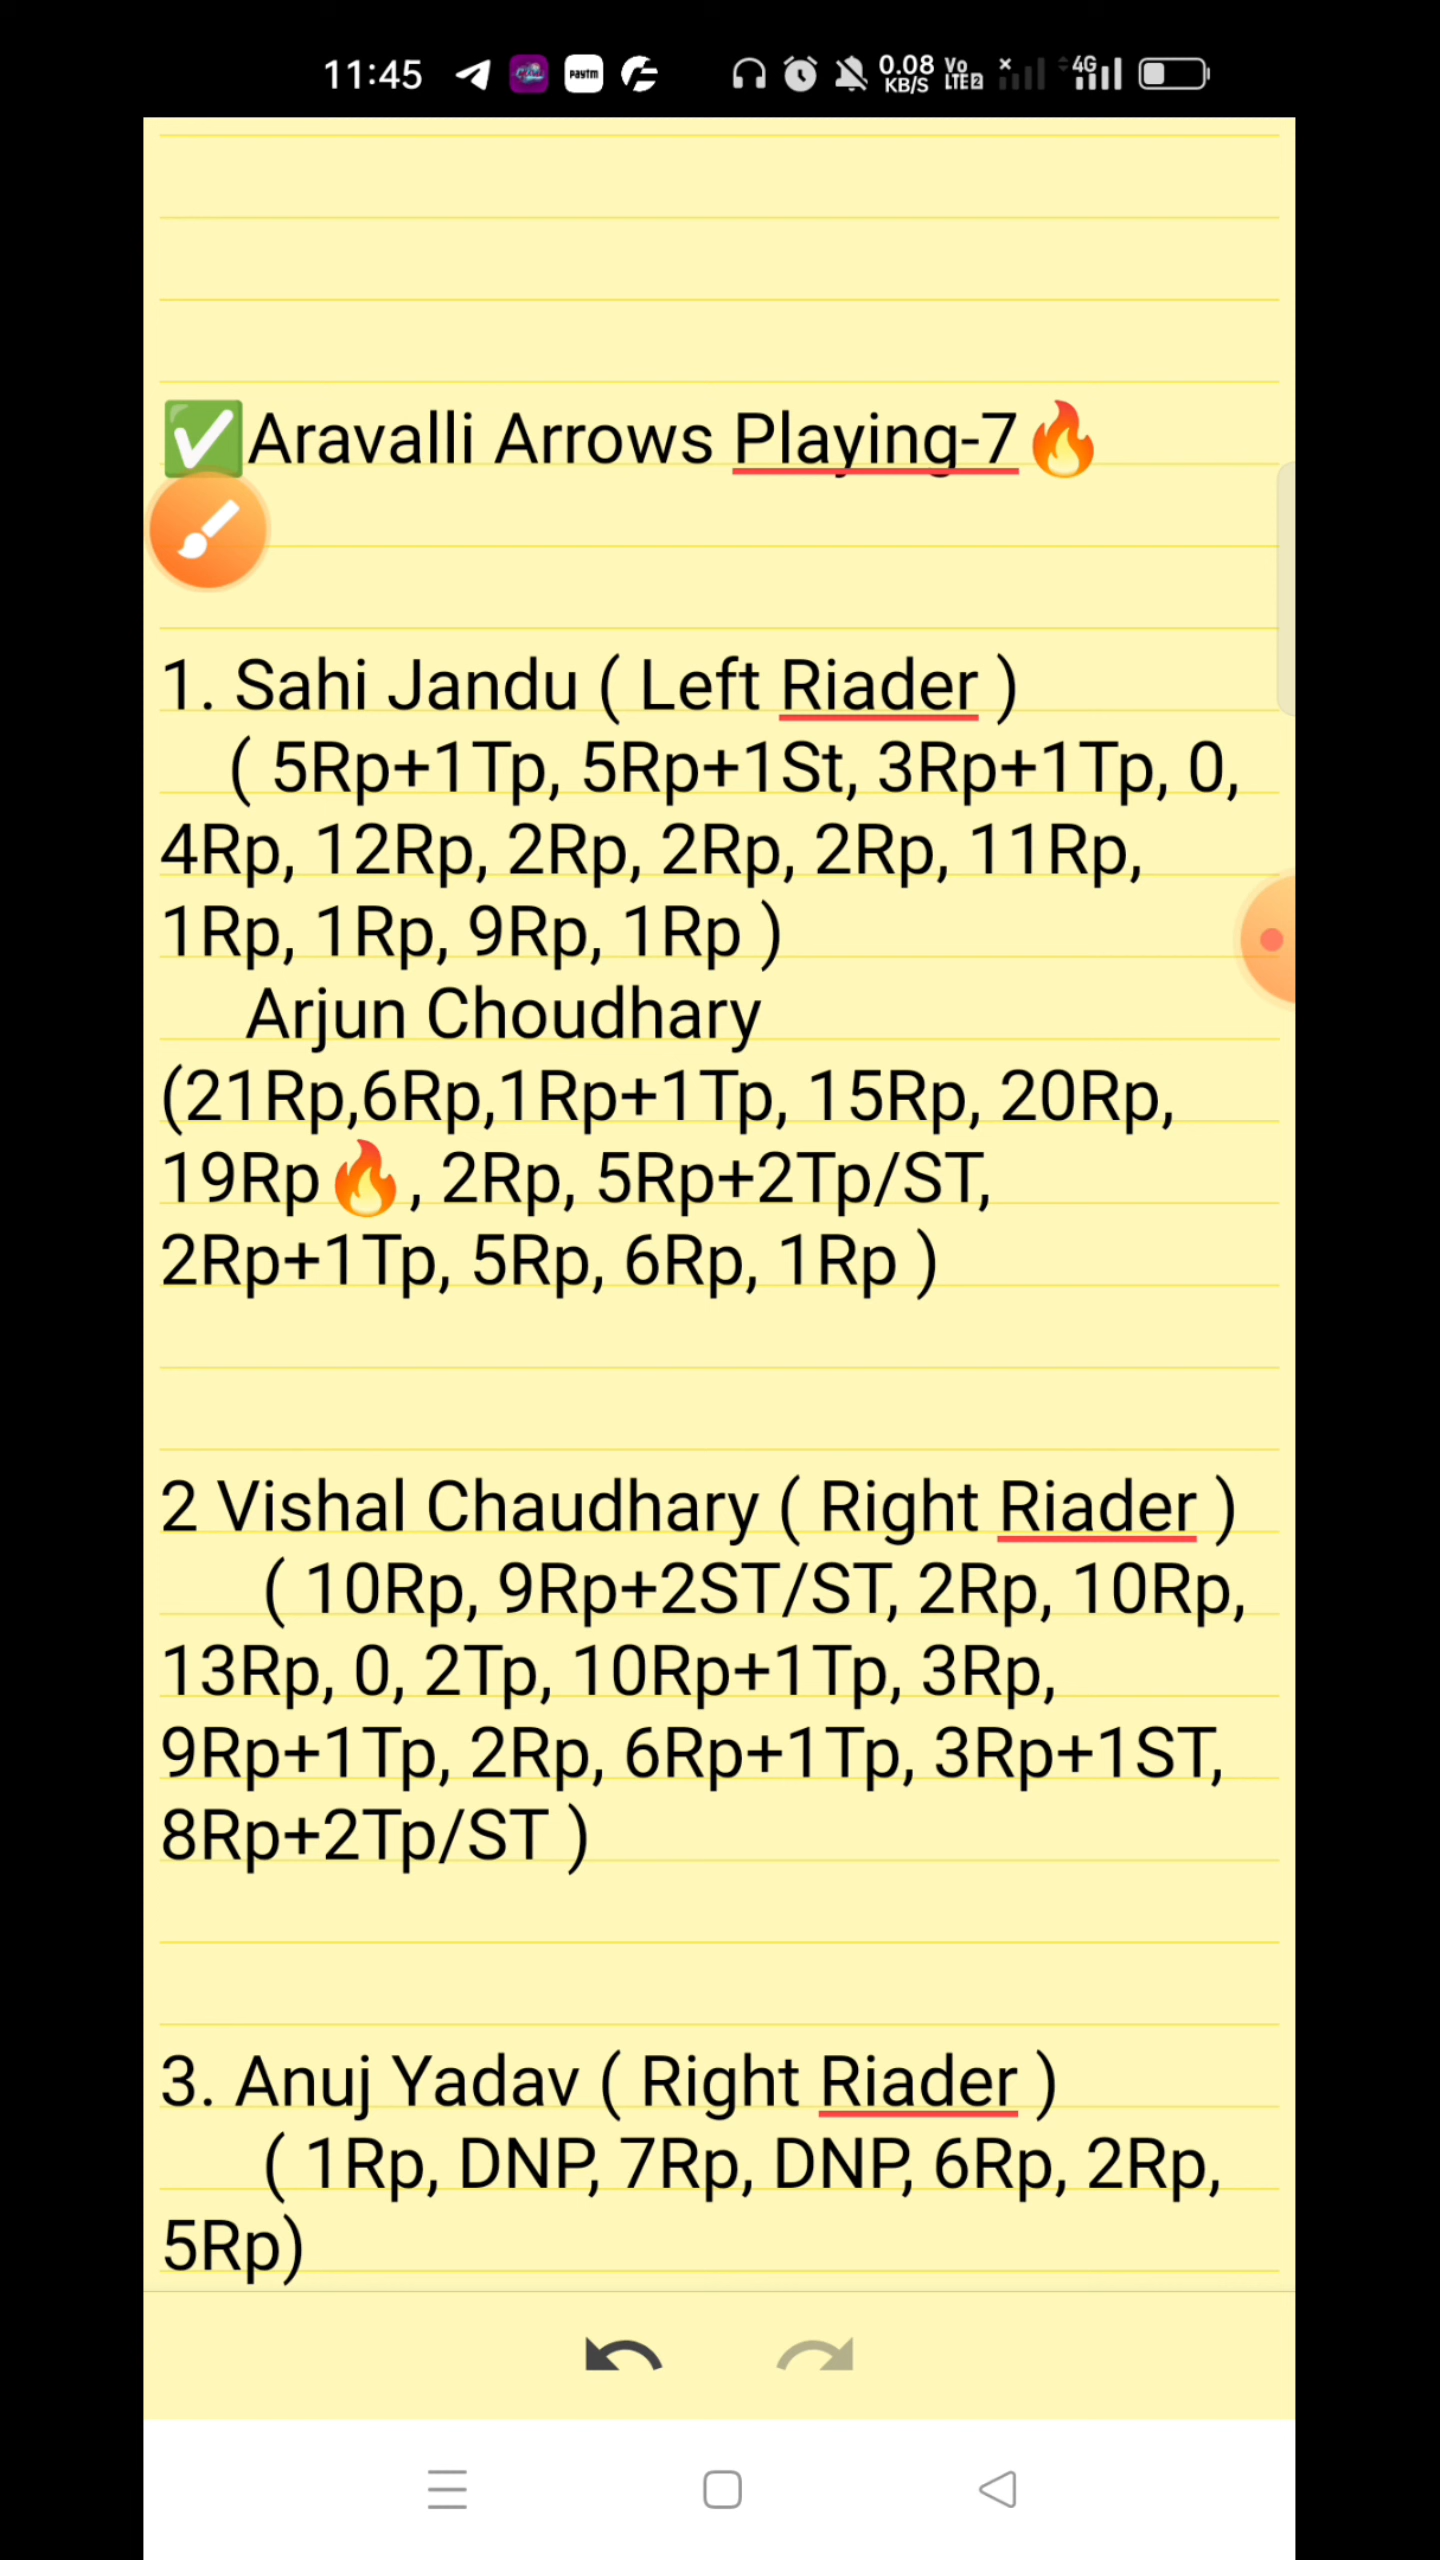 11:45 paytm 0.08 KB/S Vo LTE 2 4G
✅Aravalli Arrows Playing-7🔥
1. Sahi Jandu ( Left Riader )
( 5Rp+1Tp, 5Rp+1St, 3Rp+1Tp, 0,
4Rp, 12Rp, 2Rp, 2Rp, 2Rp, 11Rp,
1Rp, 1Rp, 9Rp, 1Rp )
Arjun Choudhary
(21Rp,6Rp,1Rp+1Tp, 15Rp, 20Rp,
19Rp🔥, 2Rp, 5Rp+2Tp/ST,
2Rp+1Tp, 5Rp, 6Rp, 1Rp )
2 Vishal Chaudhary ( Right Riader )
( 10Rp, 9Rp+2ST/ST, 2Rp, 10Rp,
13Rp, 0, 2Tp, 10Rp+1Tp, 3Rp,
9Rp+1Tp, 2Rp, 6Rp+1Tp, 3Rp+1ST,
8Rp+2Tp/ST )
3. Anuj Yadav ( Right Riader )
( 1Rp, DNP, 7Rp, DNP, 6Rp, 2Rp,
5Rp)